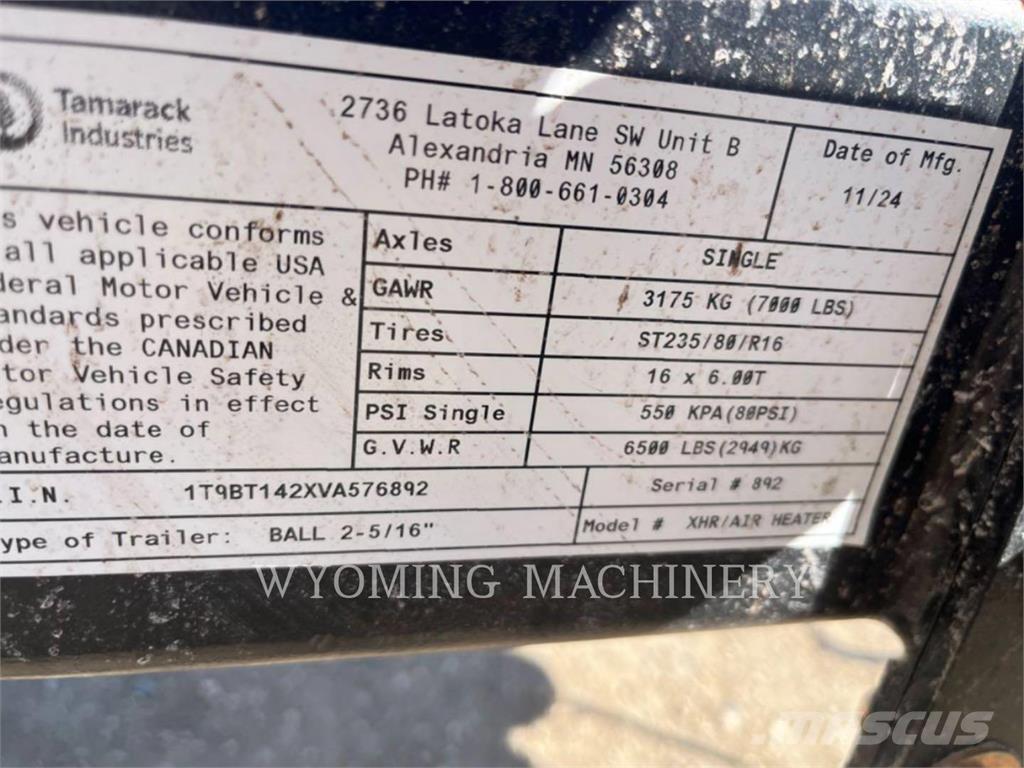 Tamarack
Industries
2736 Latoka Lane SW Unit B
Alexandria MN 56308
PH# 1-800-661-0304
Date of Mfg.
11/24
s vehicle conforms
all applicable USA
deral Motor Vehicle &
andards prescribed
der the CANADIAN
tor Vehicle Safety
egulations in effect
n the date of
anufacture.
Axles SINGLE
GAWR 3175 KG (7000 LBS)
Tires ST235/80/R16
Rims 16 x 6.00T
PSI Single 550 KPA(80PSI)
G.V.W.R 6500 LBS(2949)KG
.I.N. 1T9BT142XVA576892 Serial # 892
ype of Trailer: BALL 2-5/16" Model # XHR/AIR HEATER
WYOMING MACHINERY
MASCUS